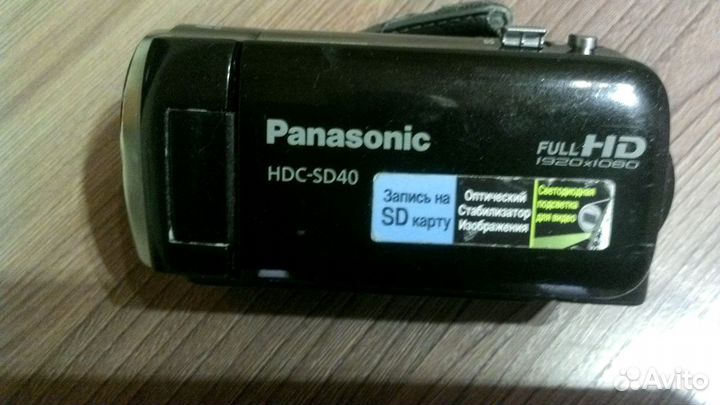 Panasonic
HDC-SD40
FULL HD
1920x1080
Запись на
SD карту
Оптический
Стабилизатор
Изображения
Светодиодная
подсветка
для видео
Avito